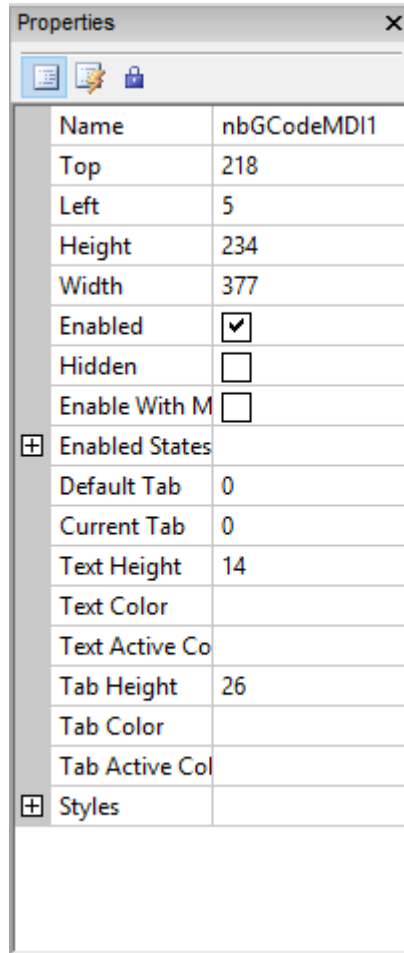 Properties
Name nbGCodeMDI1
Top 218
Left 5
Height 234
Width 377
Enabled
Hidden
Enable With M
Enabled States
Default Tab 0
Current Tab 0
Text Height 14
Text Color
Text Active Co
Tab Height 26
Tab Color
Tab Active Col
Styles